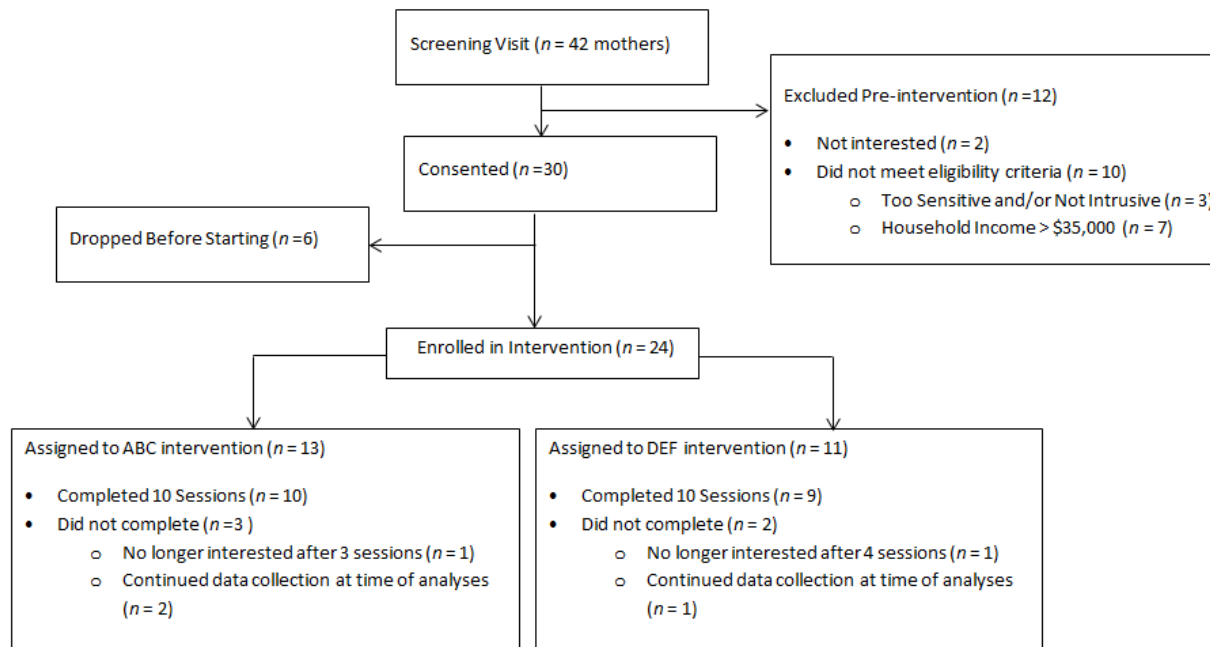 Screening Visit (n = 42 mothers)
Excluded Pre-intervention (n =12)
• Not interested (n = 2)
• Did not meet eligibility criteria (n = 10)
o Too Sensitive and/or Not Intrusive (n = 3)
o Household Income > $35,000 (n = 7)
Consented (n =30)
Dropped Before Starting (n =6)
Enrolled in Intervention (n = 24)
Assigned to ABC intervention (n = 13)
• Completed 10 Sessions (n = 10)
• Did not complete (n =3 )
o No longer interested after 3 sessions (n = 1)
o Continued data collection at time of analyses
(n = 2)
Assigned to DEF intervention (n = 11)
• Completed 10 Sessions (n = 9)
• Did not complete (n = 2)
o No longer interested after 4 sessions (n = 1)
o Continued data collection at time of analyses
(n = 1)